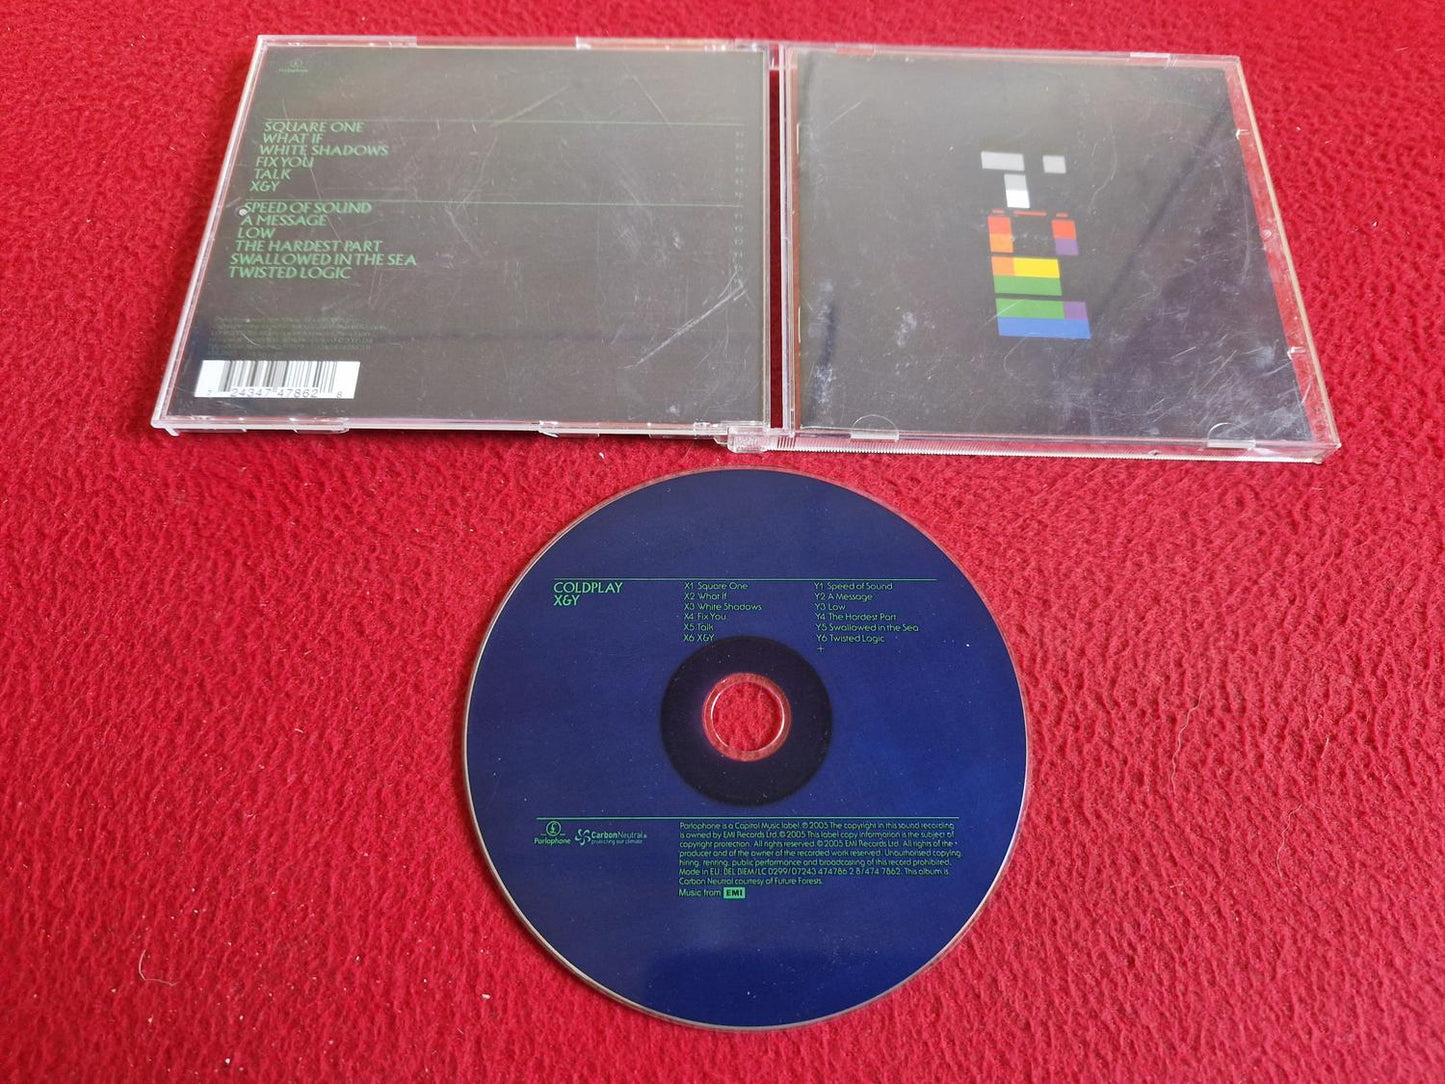 Parlophone
SQUARE ONE
WHAT IF
WHITE SHADOWS
FIX YOU
TALK
X&Y
SPEED OF SOUND
A MESSAGE
LOW
THE HARDEST PART
SWALLOWED IN THE SEA
TWISTED LOGIC
24347 47862 8
COLDPLAY
X&Y
X1 Square One
X2 What If
X3 White Shadows
X4 Fix You
X5 Talk
X6 X&Y
Y1 Speed of Sound
Y2 A Message
Y3 Low
Y4 The Hardest Part
Y5 Swallowed in the Sea
Y6 Twisted Logic
+
Parlophone
CarbonNeutral®
protecting our climate
Parlophone is a Capitol Music label. ℗ 2005 The copyright in this sound recording
is owned by EMI Records Ltd. © 2005 This label copy information is the subject of
copyright protection. All rights reserved. © 2005 EMI Records Ltd. All rights of the
producer and of the owner of the recorded work reserved. Unauthorised copying,
hiring, renting, public performance and broadcasting of this record prohibited.
Made in EU. BEL BIEM/LC 0299/07243 474786 2 8/474 7862. This album is
Carbon Neutral courtesy of Future Forests.
Music from EMI